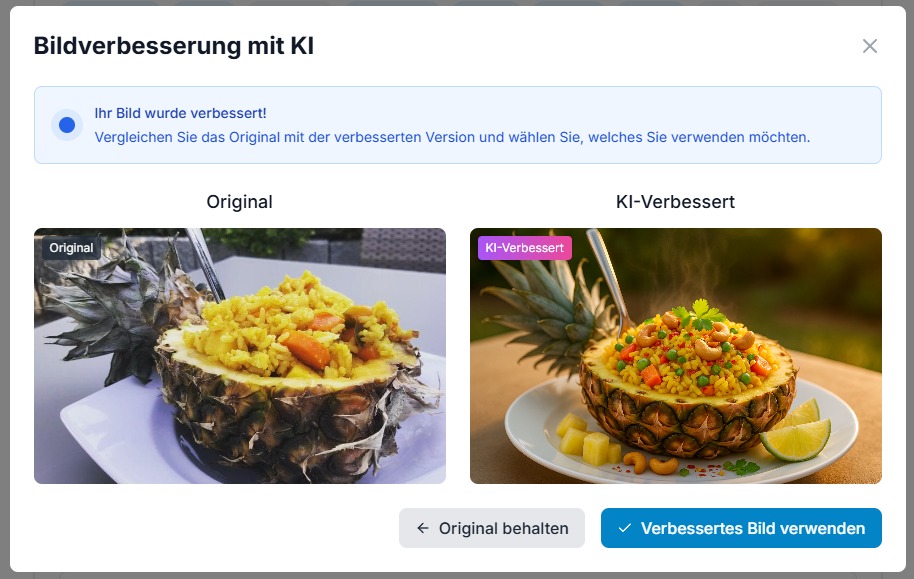 Bildverbesserung mit KI
Ihr Bild wurde verbessert!
Vergleichen Sie das Original mit der verbesserten Version und wählen Sie, welches Sie verwenden möchten.
Original
KI-Verbessert
Original
KI-Verbessert
Original behalten
Verbessertes Bild verwenden